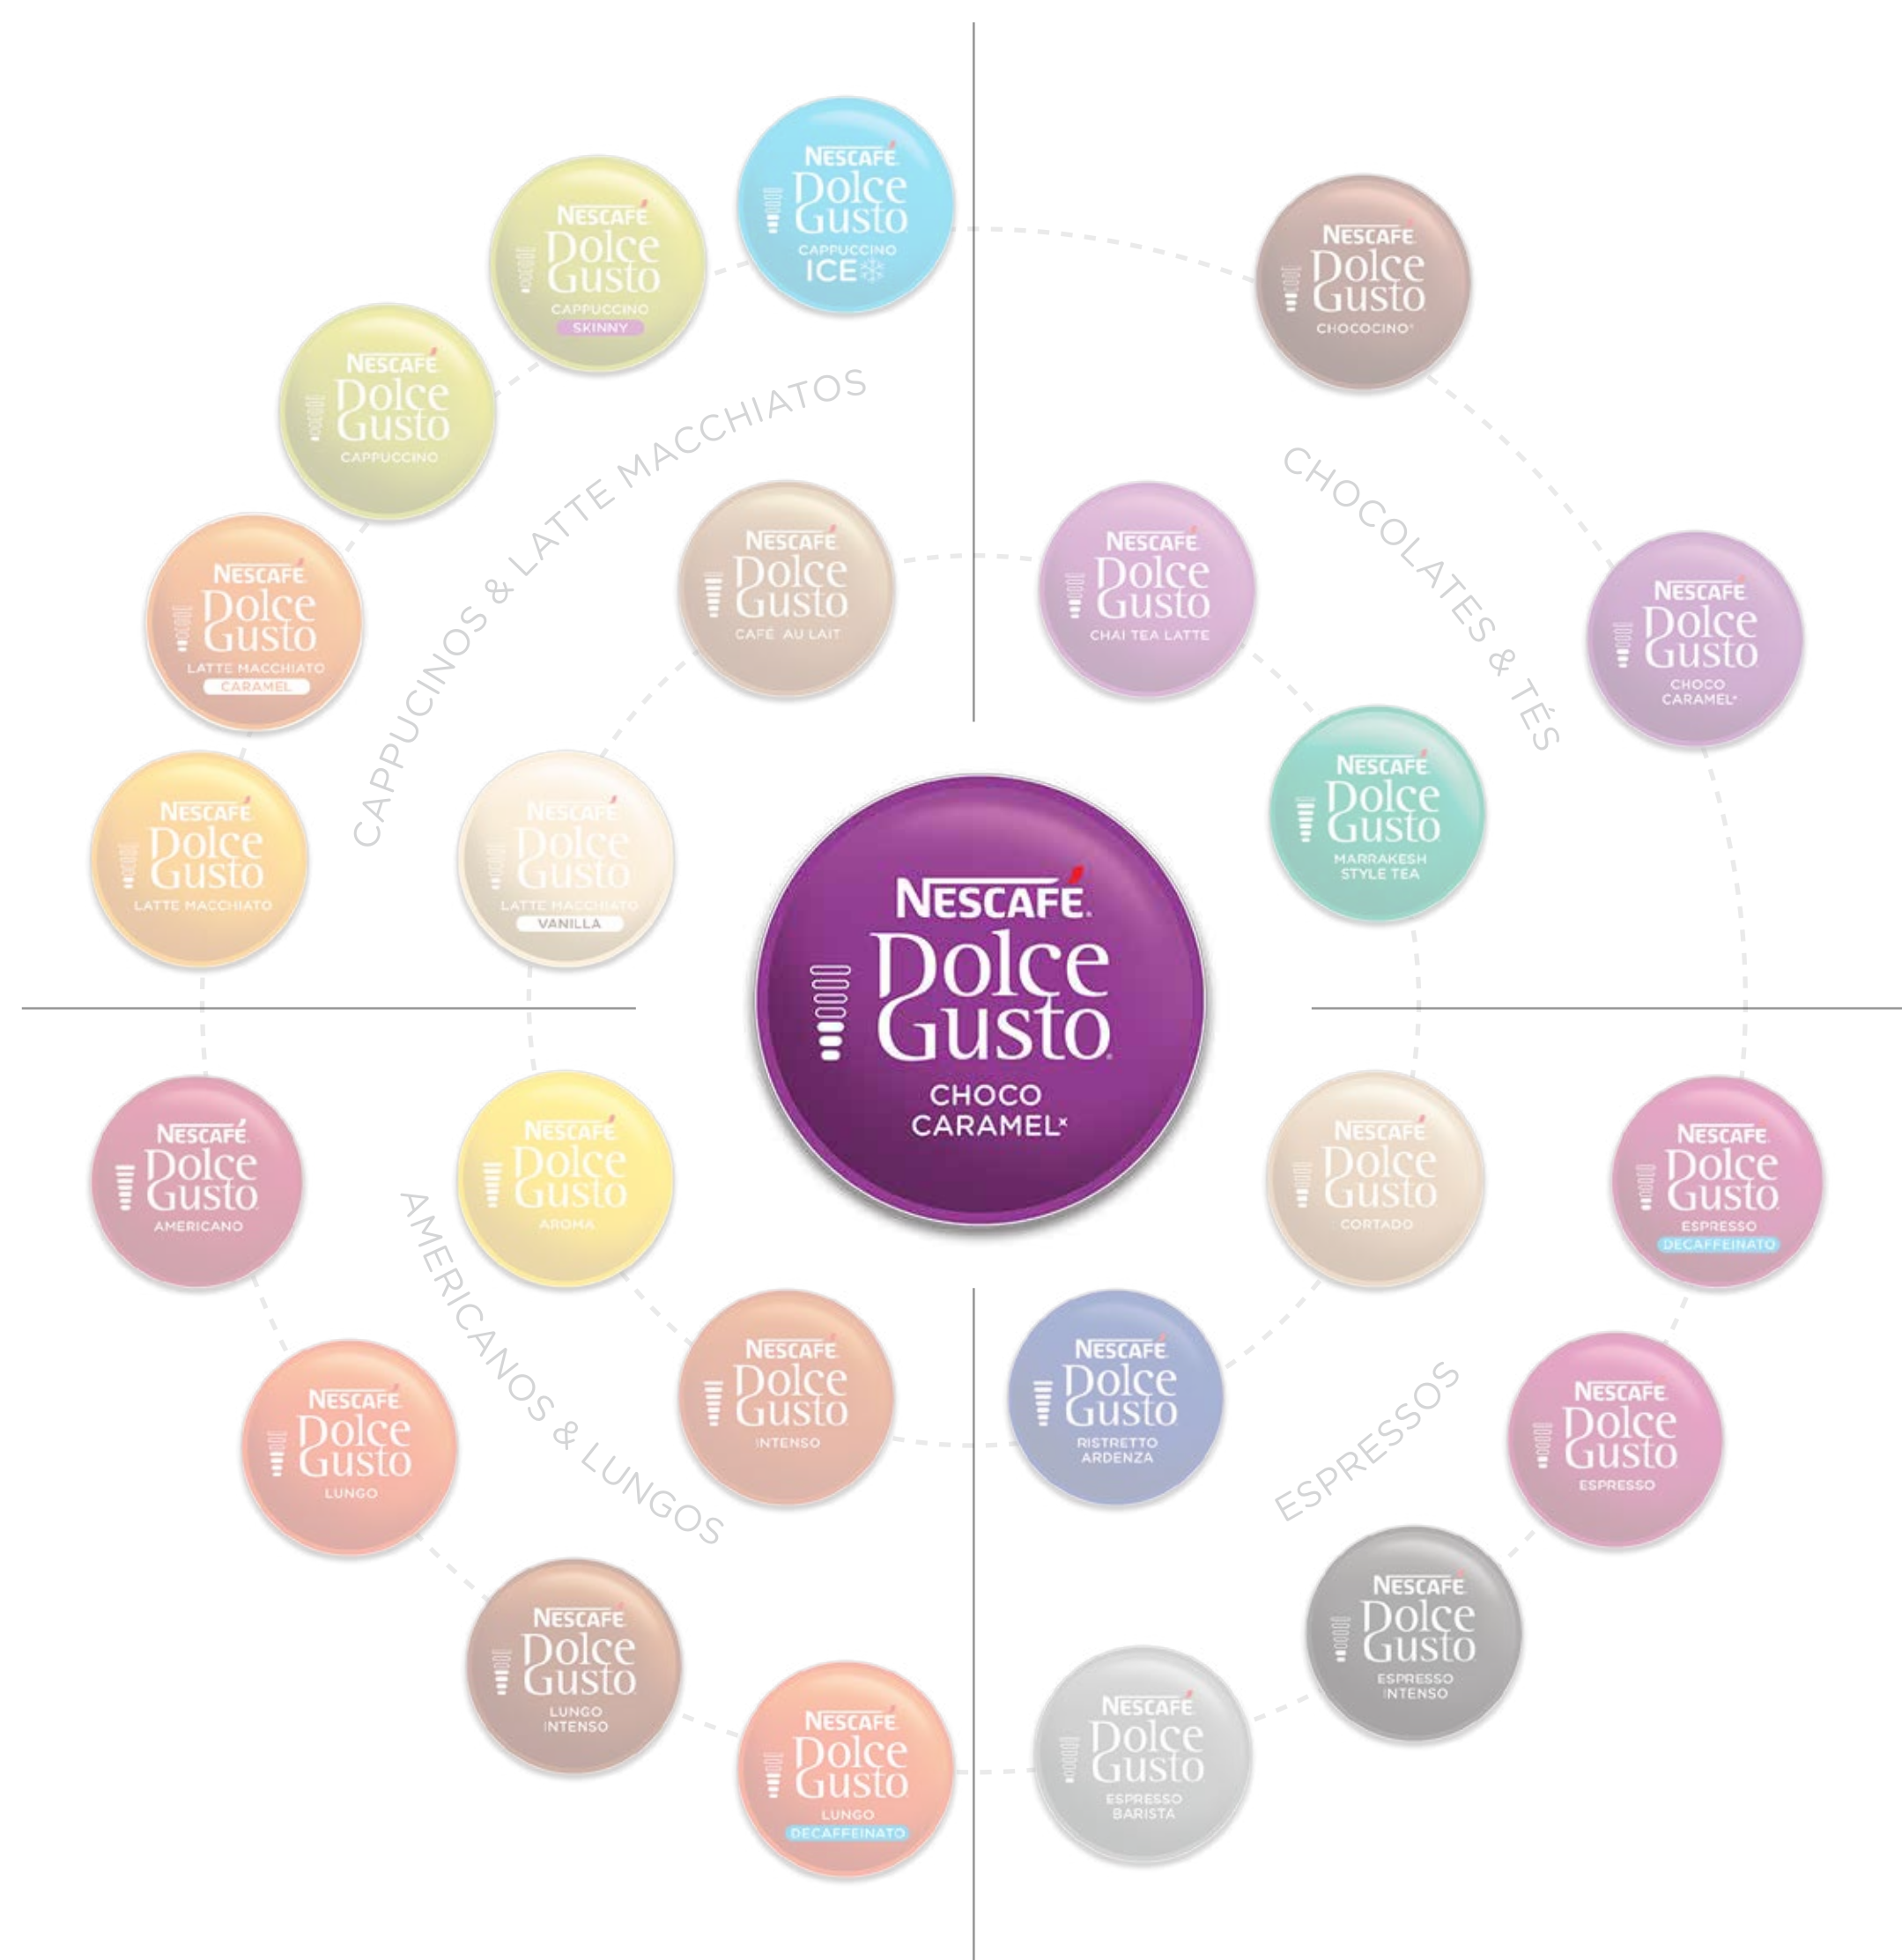 NESCAFÉ
Dolce
Gusto
CAPPUCCINO
ICE
NESCAFÉ
Dolce
Gusto
CAPPUCCINO
SKINNY
NESCAFÉ
Dolce
Gusto
CAPPUCCINO
NESCAFÉ
Dolce
Gusto
LATTE MACCHIATO
CARAMEL
NESCAFÉ
Dolce
Gusto
LATTE MACCHIATO
CAPPUCINOS & LATTE MACCHIATOS
NESCAFÉ
Dolce
Gusto
CAFÉ AU LAIT
NESCAFÉ
Dolce
Gusto
LATTE MACCHIATO
VANILLA
NESCAFÉ
Dolce
Gusto
CHOCOCINO*
CHOCOLATES & TÉS
NESCAFÉ
Dolce
Gusto
CHAI TEA LATTE
NESCAFÉ
Dolce
Gusto
CHOCO
CARAMEL*
NESCAFÉ
Dolce
Gusto
MARRAKESH
STYLE TEA
NESCAFÉ®
Dolce
Gusto®
CHOCO
CARAMEL*
NESCAFÉ
Dolce
Gusto
AMERICANO
NESCAFÉ
Dolce
Gusto
AROMA
AMERICANOS & LUNGOS
NESCAFÉ
Dolce
Gusto
LUNGO
NESCAFÉ
Dolce
Gusto
INTENSO
NESCAFÉ
Dolce
Gusto
LUNGO
INTENSO
NESCAFÉ
Dolce
Gusto
LUNGO
DECAFFEINATO
NESCAFÉ
Dolce
Gusto
CORTADO
NESCAFÉ
Dolce
Gusto
ESPRESSO
DECAFFEINATO
NESCAFÉ
Dolce
Gusto
RISTRETTO
ARDENZA
ESPRESSOS
NESCAFÉ
Dolce
Gusto
ESPRESSO
NESCAFÉ
Dolce
Gusto
ESPRESSO
INTENSO
NESCAFÉ
Dolce
Gusto
ESPRESSO
BARISTA